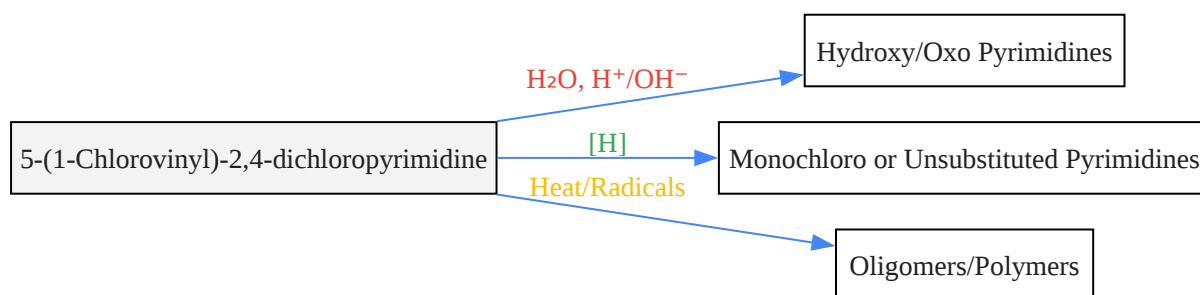 Hydroxy/Oxo Pyrimidines
H₂O, H⁺/OH⁻
[H]
5-(1-Chlorovinyl)-2,4-dichloropyrimidine
Monochloro or Unsubstituted Pyrimidines
Heat/Radicals
Oligomers/Polymers